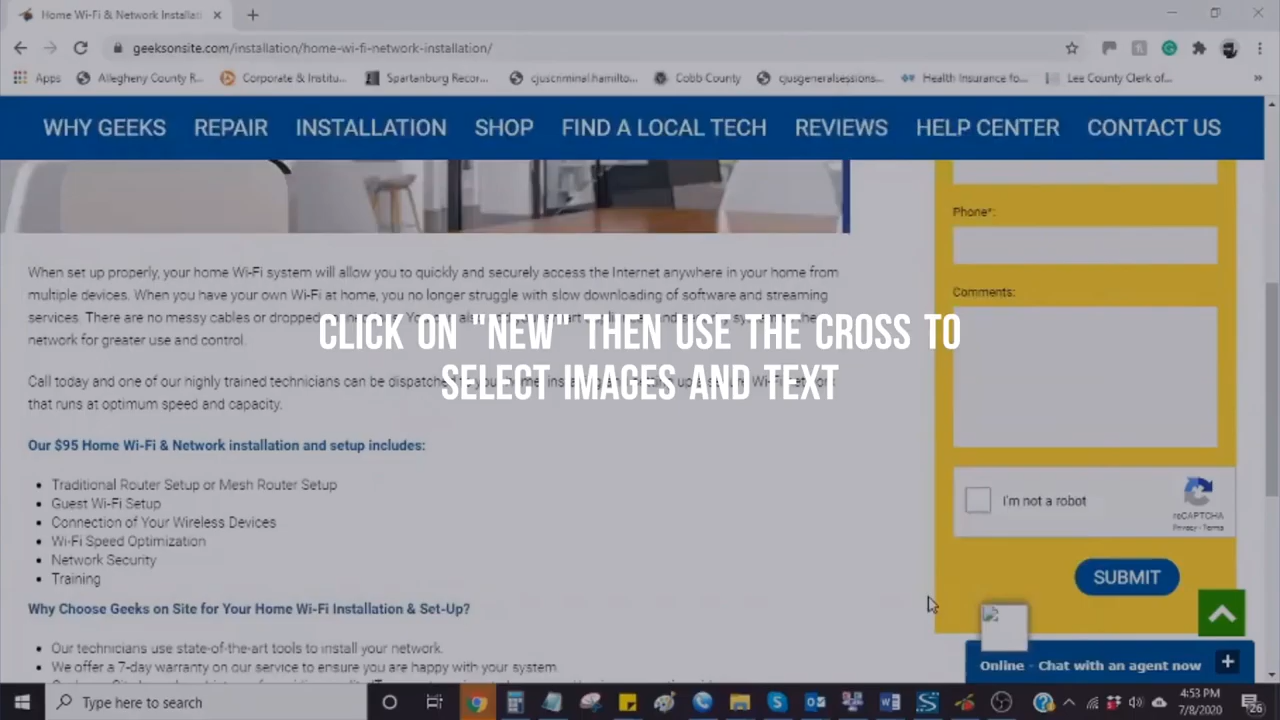 Home Wi-Fi & Network Installati
geeksonsite.com/installation/home-wi-fi-network-installation/
Apps Allegheny County R... Corporate & Institu... Spartanburg Recor... cjuscriminal.hamilto... Cobb County cjusgeneralsessions... Health Insurance fo... Lee County Clerk of...
WHY GEEKS REPAIR INSTALLATION SHOP FIND A LOCAL TECH REVIEWS HELP CENTER CONTACT US
When set up properly, your home Wi-Fi system will allow you to quickly and securely access the Internet anywhere in your home from
multiple devices. When you have your own Wi-Fi at home, you no longer struggle with slow downloading of software and streaming
services. There are no messy cables or dropped
network for greater use and control.
CLICK ON "NEW" THEN USE THE CROSS TO
SELECT IMAGES AND TEXT
Call today and one of our highly trained technicians can be dispatched
that runs at optimum speed and capacity.
Our $95 Home Wi-Fi & Network installation and setup includes:
• Traditional Router Setup or Mesh Router Setup
• Guest Wi-Fi Setup
• Connection of Your Wireless Devices
• Wi-Fi Speed Optimization
• Network Security
• Training
Why Choose Geeks on Site for Your Home Wi-Fi Installation & Set-Up?
• Our technicians use state-of-the-art tools to install your network.
• We offer a 7-day warranty on our service to ensure you are happy with your system.
Phone*:
Comments:
I'm not a robot
reCAPTCHA
Privacy - Terms
SUBMIT
Online - Chat with an agent now
Type here to search
4:53 PM
7/8/2020
26